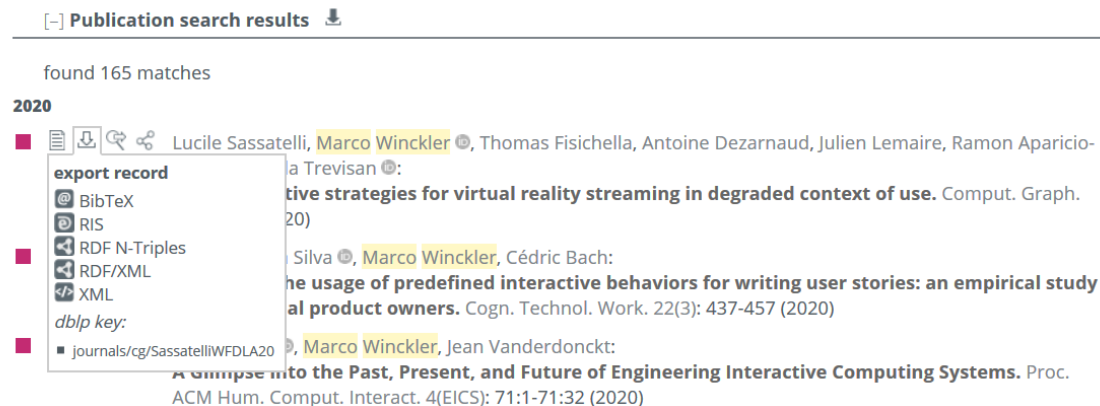 [−] Publication search results
found 165 matches
2020
Lucile Sassatelli, Marco Winckler, Thomas Fisichella, Antoine Dezarnaud, Julien Lemaire, Ramon Aparicio-
Trevisan :
strategies for virtual reality streaming in degraded context of use. Comput. Graph.
export record
BibTeX
RIS
RDF N-Triples
RDF/XML
XML
dblp key:
journals/cg/SassatelliWFDLA20
Silva , Marco Winckler, Cédric Bach:
usage of predefined interactive behaviors for writing user stories: an empirical study
product owners. Cogn. Technol. Work. 22(3): 437-457 (2020)
, Marco Winckler, Jean Vanderdonckt:
A Glimpse into the Past, Present, and Future of Engineering Interactive Computing Systems. Proc.
ACM Hum. Comput. Interact. 4(EICS): 71:1-71:32 (2020)